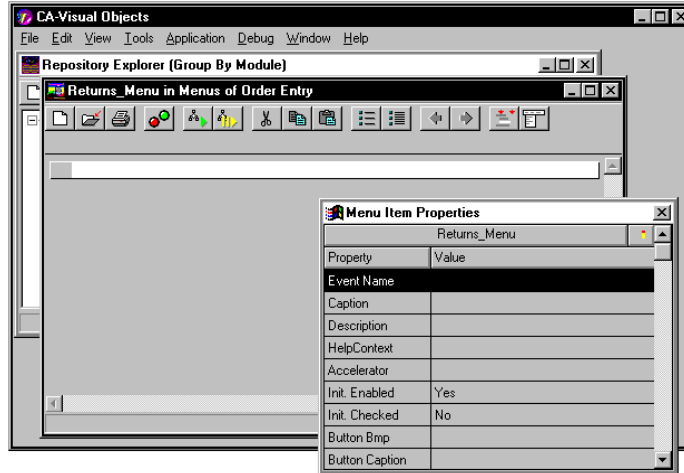 CA-Visual Objects
File Edit View Tools Application Debug Window Help
Repository Explorer (Group By Module)
Returns_Menu in Menus of Order Entry
Menu Item Properties
Returns_Menu
Property Value
Event Name
Caption
Description
HelpContext
Accelerator
Init. Enabled Yes
Init. Checked No
Button Bmp
Button Caption